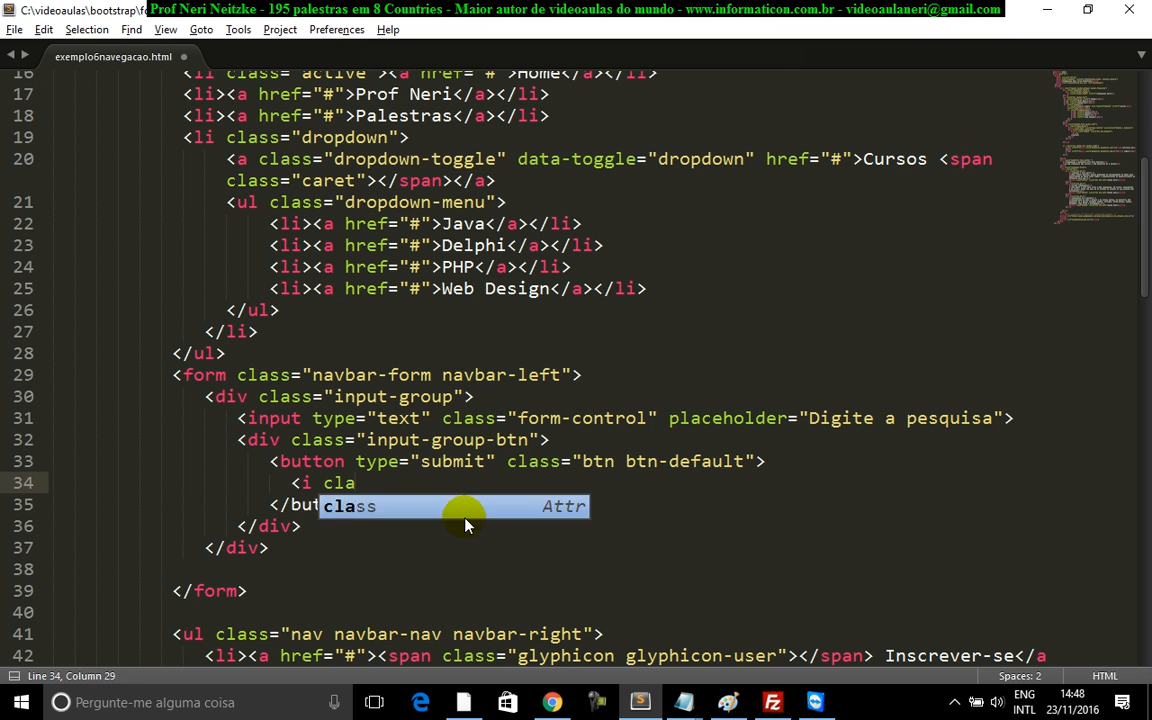 C:\videoaulas\bootstrap\fo
Prof Neri Neitzke - 195 palestras em 8 Countries - Maior autor de videoaulas do mundo - www.informaticon.com.br - videoaulaneri@gmail.com
File Edit Selection Find View Goto Tools Project Preferences Help
exemplo6navegacao.html
16 <li class="active"><a href="#">Home</a></li>
17 <li><a href="#">Prof Neri</a></li>
18 <li><a href="#">Palestras</a></li>
19 <li class="dropdown">
20 <a class="dropdown-toggle" data-toggle="dropdown" href="#">Cursos <span
class="caret"></span></a>
21 <ul class="dropdown-menu">
22 <li><a href="#">Java</a></li>
23 <li><a href="#">Delphi</a></li>
24 <li><a href="#">PHP</a></li>
25 <li><a href="#">Web Design</a></li>
26 </ul>
27 </li>
28 </ul>
29 <form class="navbar-form navbar-left">
30 <div class="input-group">
31 <input type="text" class="form-control" placeholder="Digite a pesquisa">
32 <div class="input-group-btn">
33 <button type="submit" class="btn btn-default">
34 <i cla
35 </but
class Attr
36 </div>
37 </div>
38
39 </form>
40
41 <ul class="nav navbar-nav navbar-right">
42 <li><a href="#"><span class="glyphicon glyphicon-user"></span> Inscrever-se</a
Line 34, Column 29 Spaces: 2 HTML
Pergunte-me alguma coisa
ENG 14:48
INTL 23/11/2016